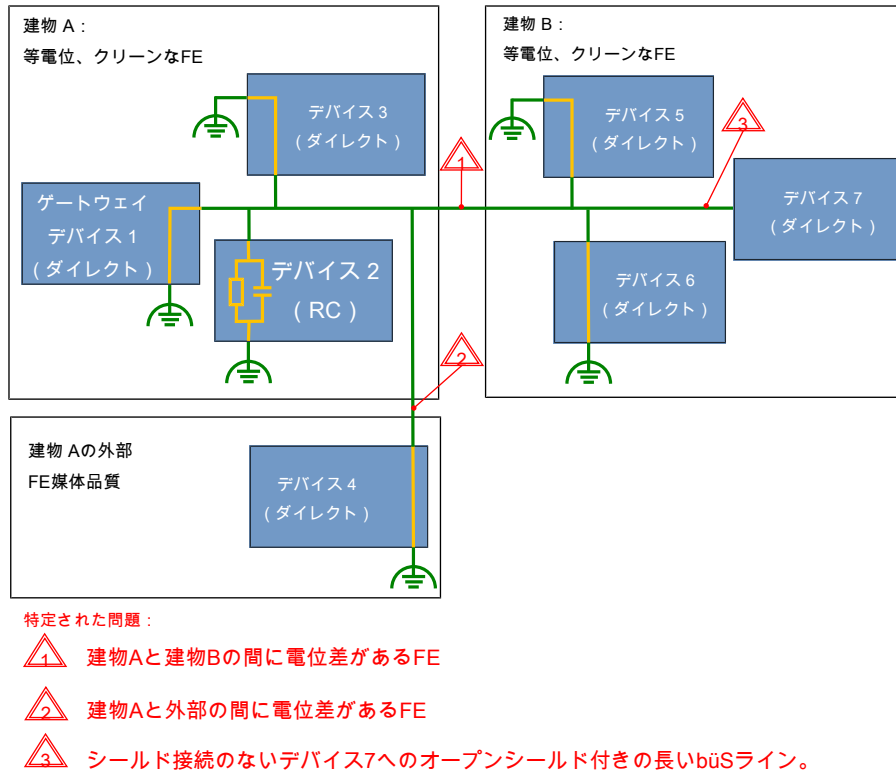 建物 A：
等電位、クリーンなFE
デバイス 3
（ダイレクト）
ゲートウェイ
デバイス 1
（ダイレクト）
デバイス 2
（RC）
建物 B：
等電位、クリーンなFE
デバイス 5
（ダイレクト）
デバイス 7
（ダイレクト）
デバイス 6
（ダイレクト）
1
3
2
建物 Aの外部
FE媒体品質
デバイス 4
（ダイレクト）
特定された問題：
1 建物Aと建物Bの間に電位差があるFE
2 建物Aと外部の間に電位差があるFE
3 シールド接続のないデバイス7へのオープンシールド付きの長いbüSライン。